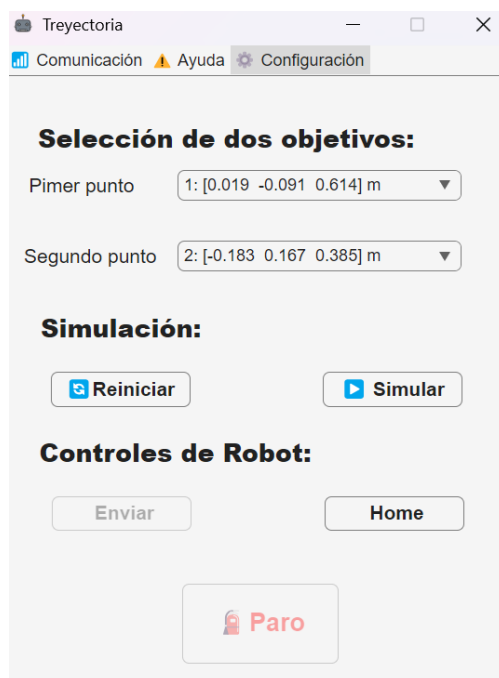 Treyectoria
Comunicación Ayuda Configuración
Selección de dos objetivos:
Pimer punto 1: [0.019 -0.091 0.614] m
Segundo punto 2: [-0.183 0.167 0.385] m
Simulación:
Reiniciar Simular
Controles de Robot:
Enviar Home
Paro